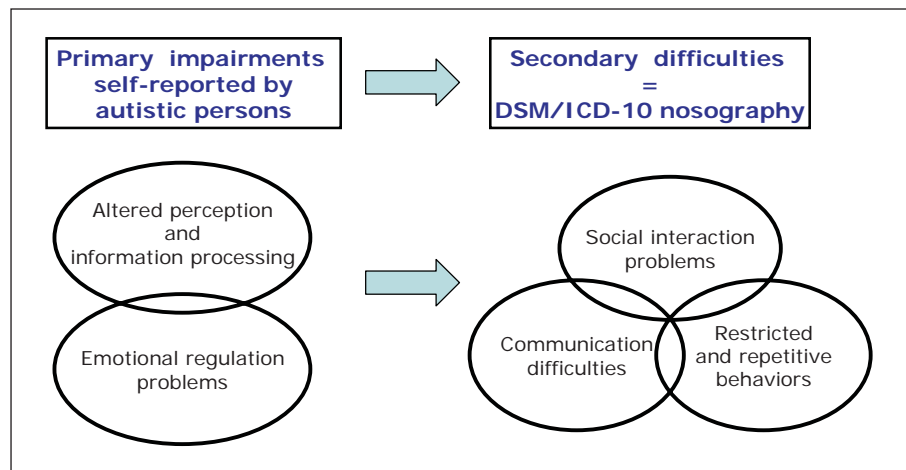 Primary impairments
self-reported by
autistic persons
Secondary difficulties
=
DSM/ICD-10 nosography
Altered perception
and
information processing
Emotional regulation
problems
Social interaction
problems
Communication
difficulties
Restricted
and repetitive
behaviors